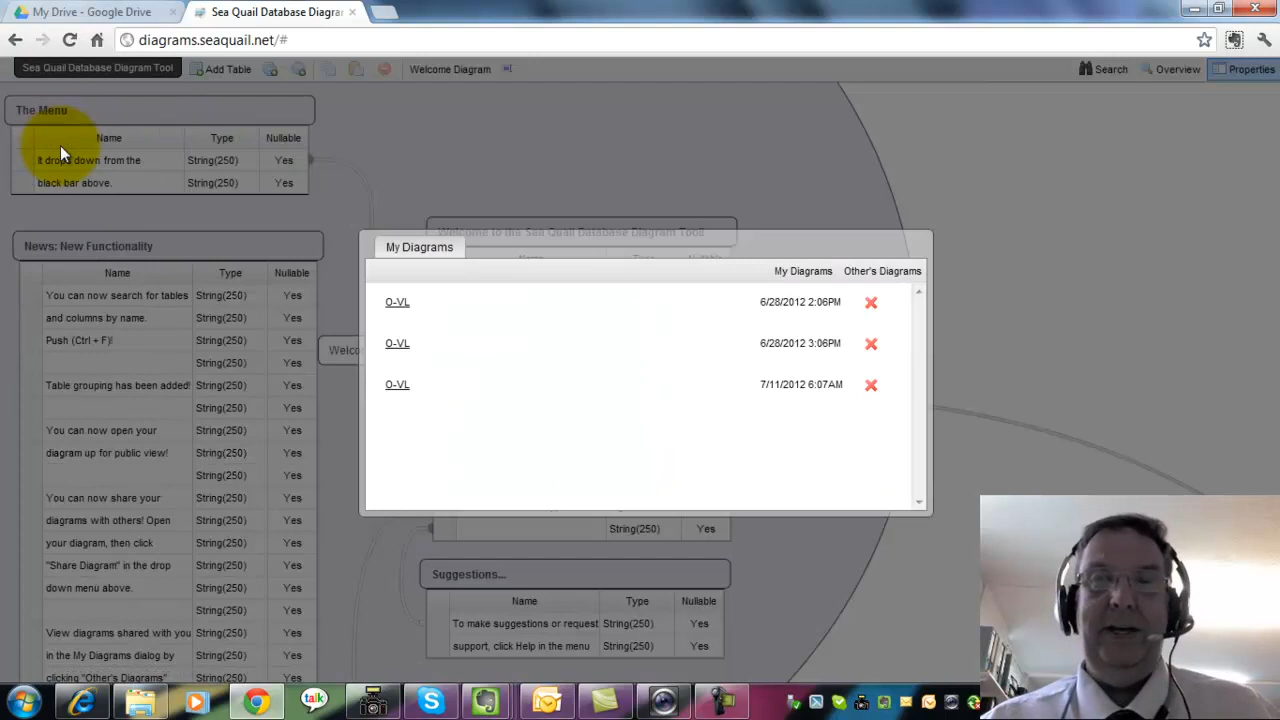 My Drive - Google Drive
Sea Quail Database Diagram
diagrams.seaquail.net/#
Sea Quail Database Diagram Tool
Add Table
Welcome Diagram
Search
Overview
Properties
The Menu
Name Type Nullable
It drops down from the String(250) Yes
black bar above. String(250) Yes
News: New Functionality
Name Type Nullable
You can now search for tables String(250) Yes
and columns by name. String(250) Yes
Push (Ctrl + F)! String(250) Yes
String(250) Yes
Table grouping has been added! String(250) Yes
String(250) Yes
You can now open your String(250) Yes
diagram up for public view! String(250) Yes
String(250) Yes
You can now share your String(250) Yes
diagrams with others! Open String(250) Yes
your diagram, then click String(250) Yes
"Share Diagram" in the drop String(250) Yes
down menu above. String(250) Yes
String(250) Yes
View diagrams shared with you String(250) Yes
in the My Diagrams dialog by String(250) Yes
clicking "Other's Diagrams" String(250) Yes
Welcome to the Sea Quail Database Diagram Tool!
My Diagrams
My Diagrams Other's Diagrams
O-VL 6/28/2012 2:06PM
O-VL 6/28/2012 3:06PM
O-VL 7/11/2012 6:07AM
String(250) Yes
Suggestions...
Name Type Nullable
To make suggestions or request String(250) Yes
support, click Help in the menu String(250) Yes
talk